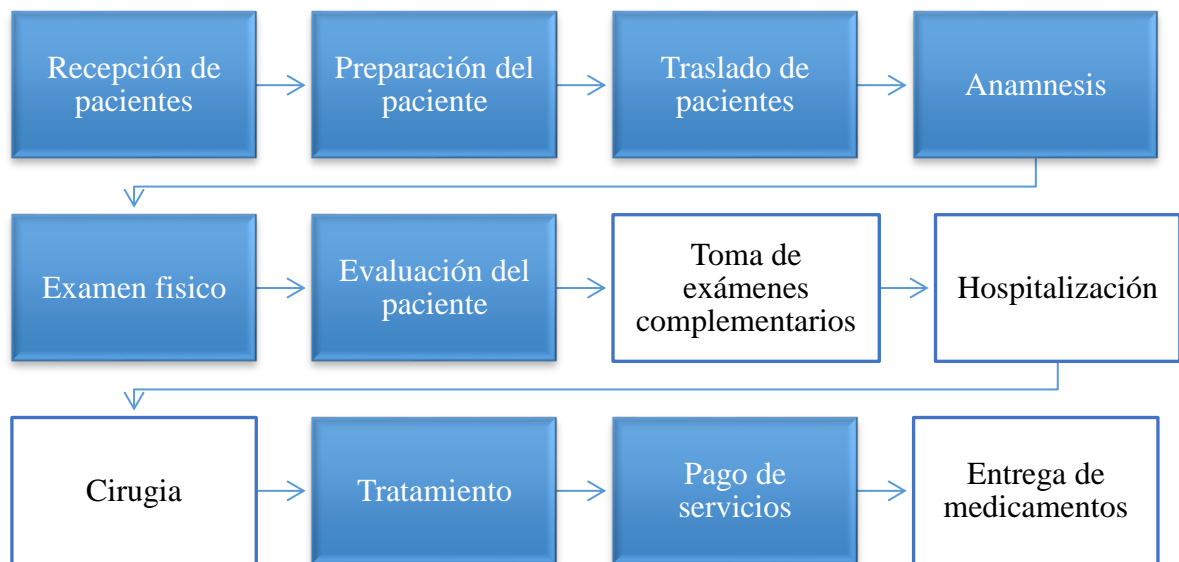 Recepción de
pacientes
Preparación del
paciente
Traslado de
pacientes
Anamnesis
Examen fisico
Evaluación del
paciente
Toma de
exámenes
complementarios
Hospitalización
Cirugia
Tratamiento
Pago de
servicios
Entrega de
medicamentos